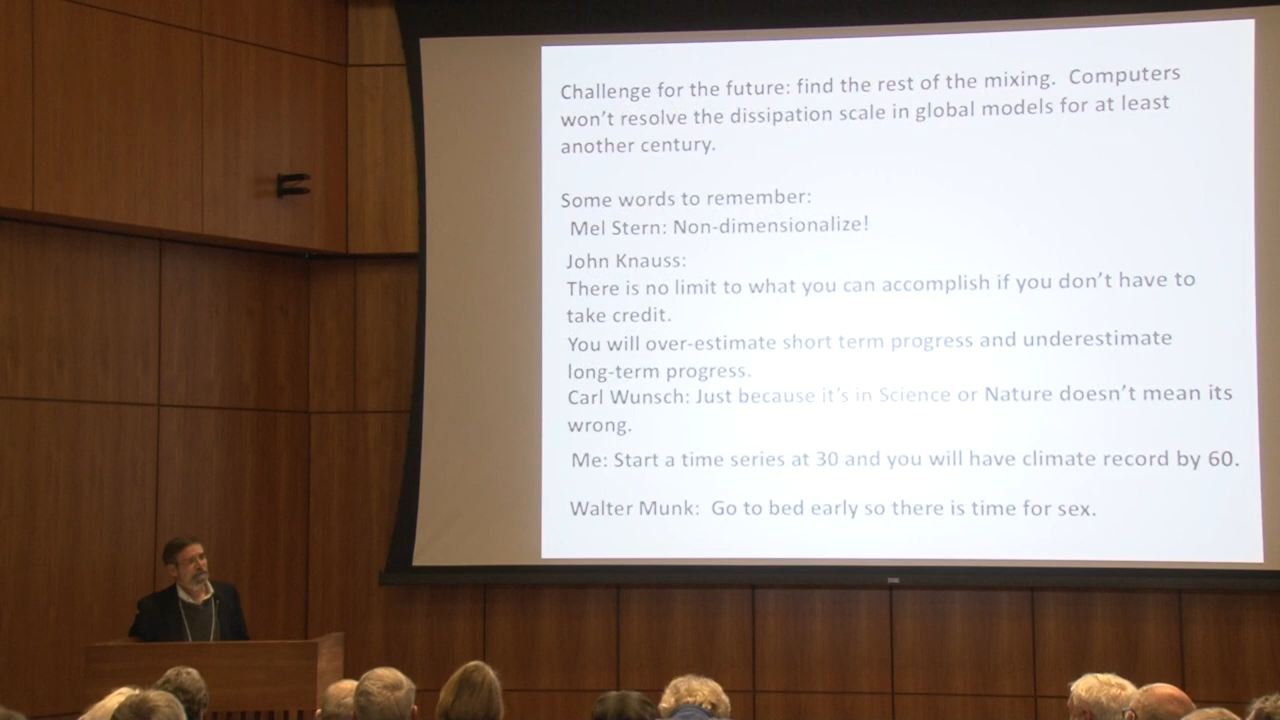 Challenge for the future: find the rest of the mixing. Computers
won't resolve the dissipation scale in global models for at least
another century.
Some words to remember:
Mel Stern: Non-dimensionalize!
John Knauss:
There is no limit to what you can accomplish if you don't have to
take credit.
You will over-estimate short term progress and underestimate
long-term progress.
Carl Wunsch: Just because it's in Science or Nature doesn't mean its
wrong.
Me: Start a time series at 30 and you will have climate record by 60.
Walter Munk: Go to bed early so there is time for sex.